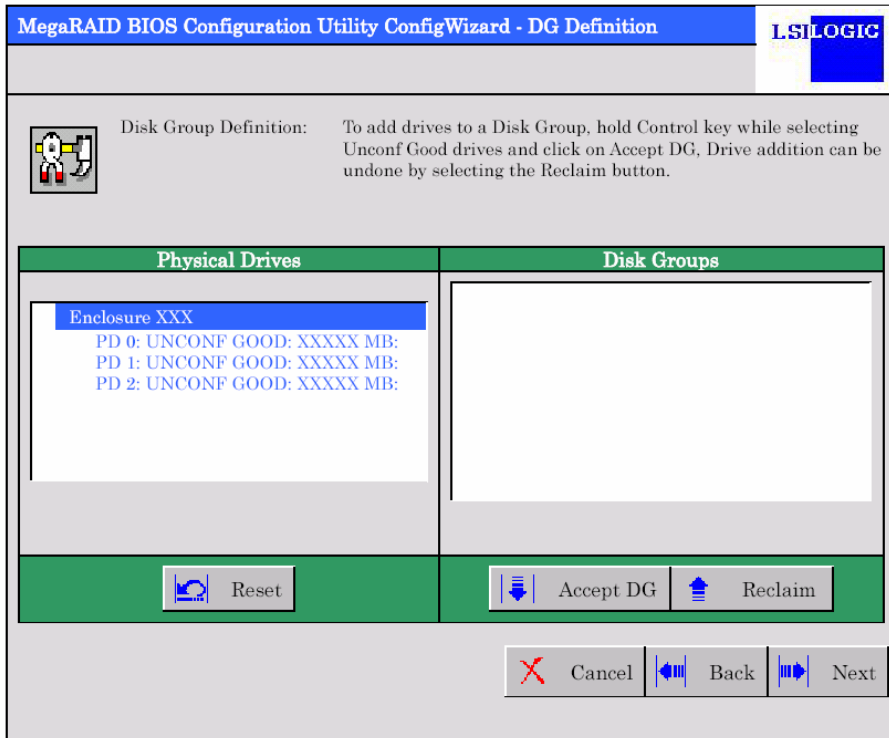 MegaRAID BIOS Configuration Utility ConfigWizard - DG Definition
LSILOGIC
Disk Group Definition:
To add drives to a Disk Group, hold Control key while selecting
Unconf Good drives and click on Accept DG, Drive addition can be
undone by selecting the Reclaim button.
Physical Drives
Disk Groups
Enclosure XXX
PD 0: UNCONF GOOD: XXXXX MB:
PD 1: UNCONF GOOD: XXXXX MB:
PD 2: UNCONF GOOD: XXXXX MB:
Reset
Accept DG
Reclaim
Cancel
Back
Next